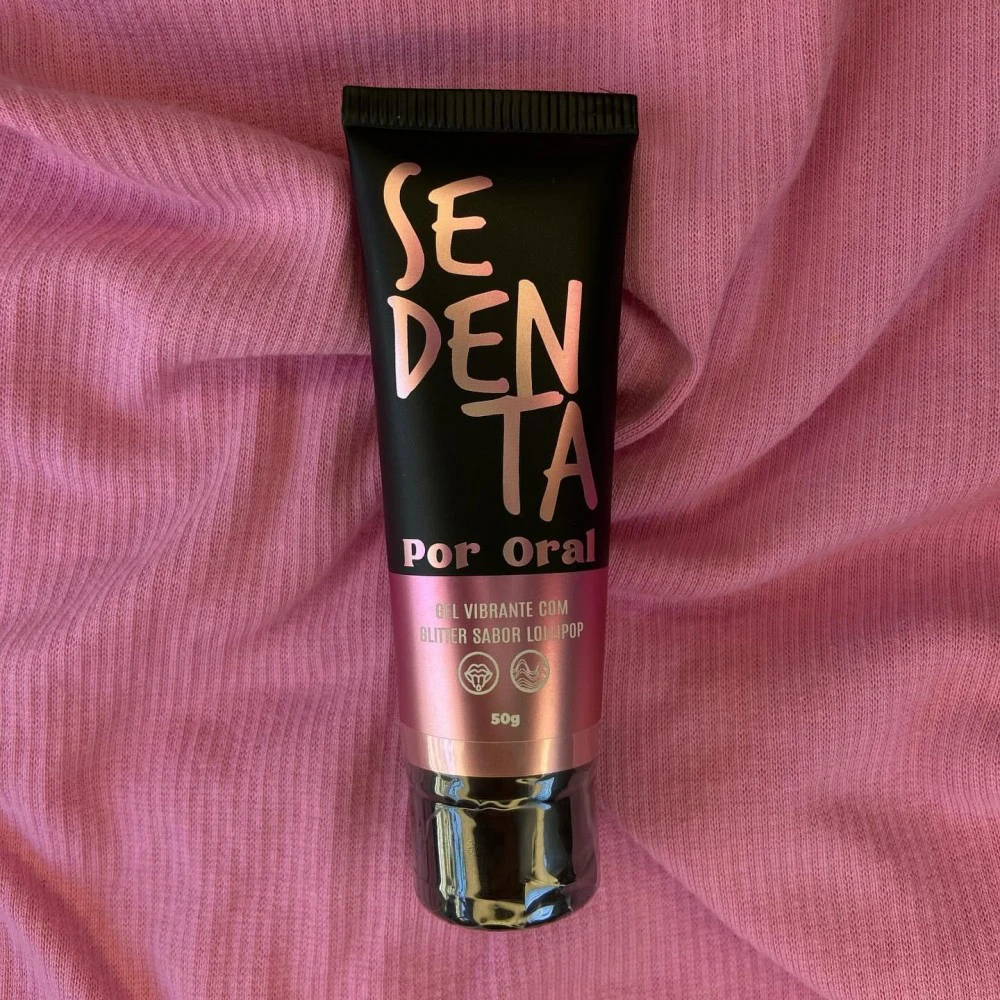 SE
DEN
TA
Por Oral
GEL VIBRANTE COM
GLITTER SABOR LOLLIPOP
50g